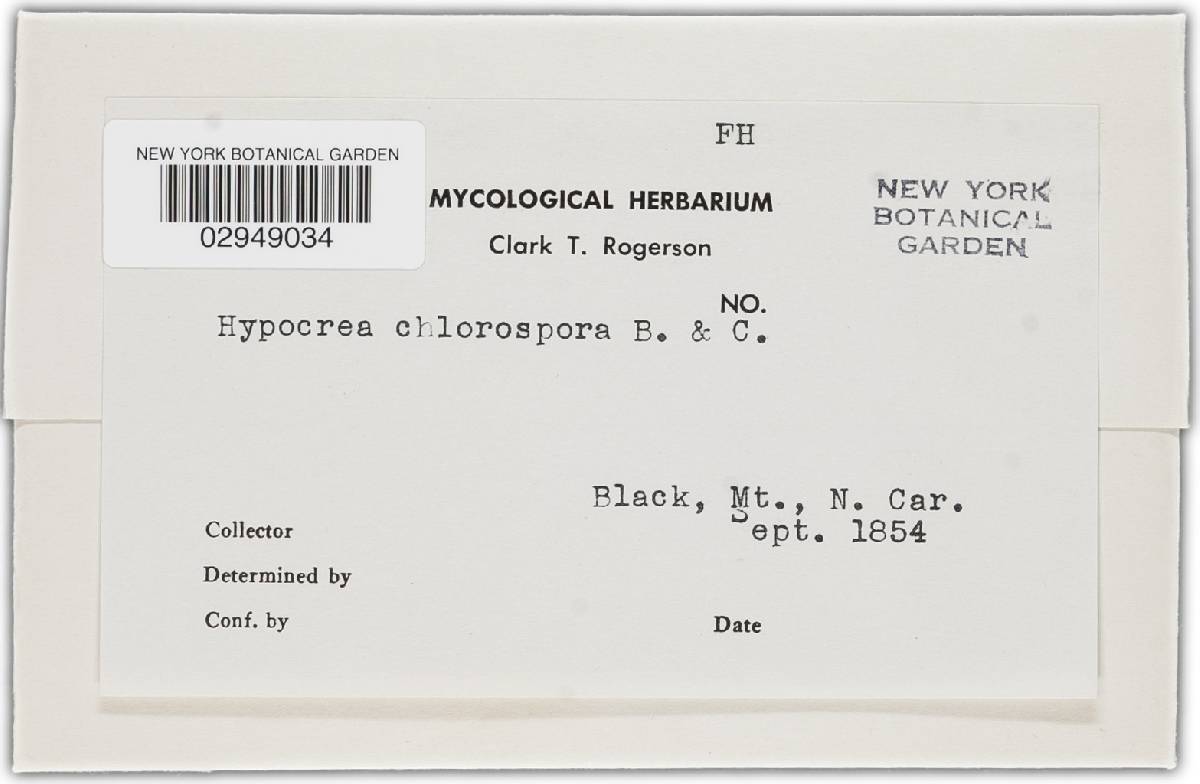 FH
NEW YORK BOTANICAL GARDEN
02949034
MYCOLOGICAL HERBARIUM
Clark T. Rogerson
NEW YORK
BOTANICAL
GARDEN
NO.
Hypocrea chlorospora B. & C.
Black, Mt., N. Car.
Sept. 1854
Collector
Determined by
Conf. by
Date